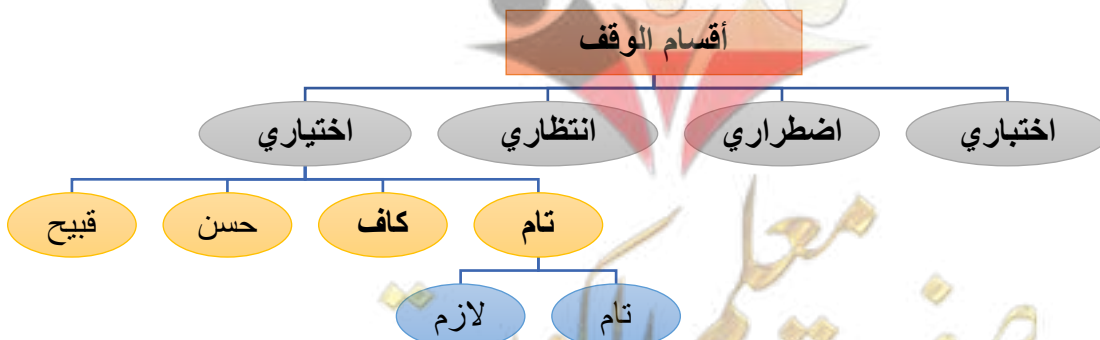 أقسام الوقف
اختباري اضطراري انتظاري اختياري
تام كاف حسن قبيح
تام لازم